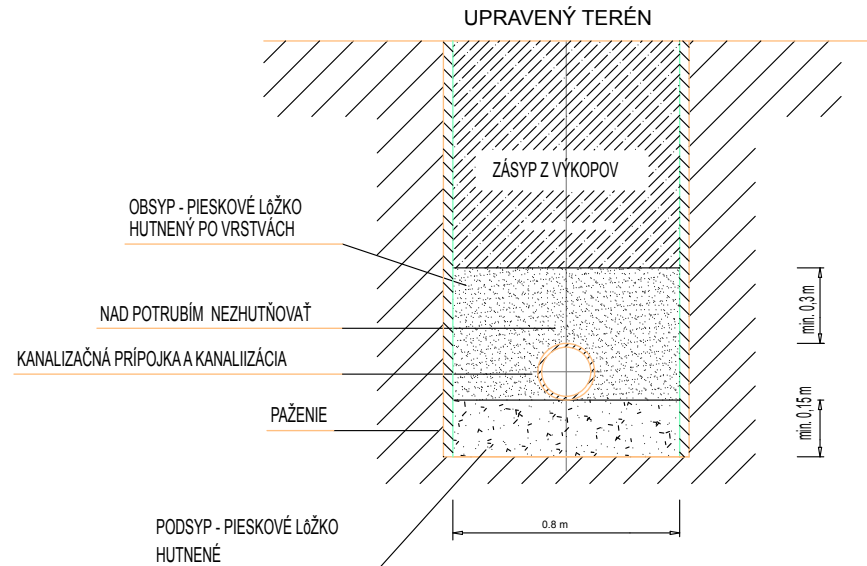 UPRAVENÝ TERÉN
ZÁSYP Z VÝKOPOV
OBSYP - PIESKOVÉ LôŽKO
HUTNENÝ PO VRSTVÁCH
NAD POTRUBÍM NEZHUTŇOVAŤ
KANALIZAČNÁ PRÍPOJKA A KANALIIZÁCIA
PAŽENIE
PODSYP - PIESKOVÉ LôŽKO
HUTNENÉ
min. 0,3 m
min. 0,15 m
0.8 m